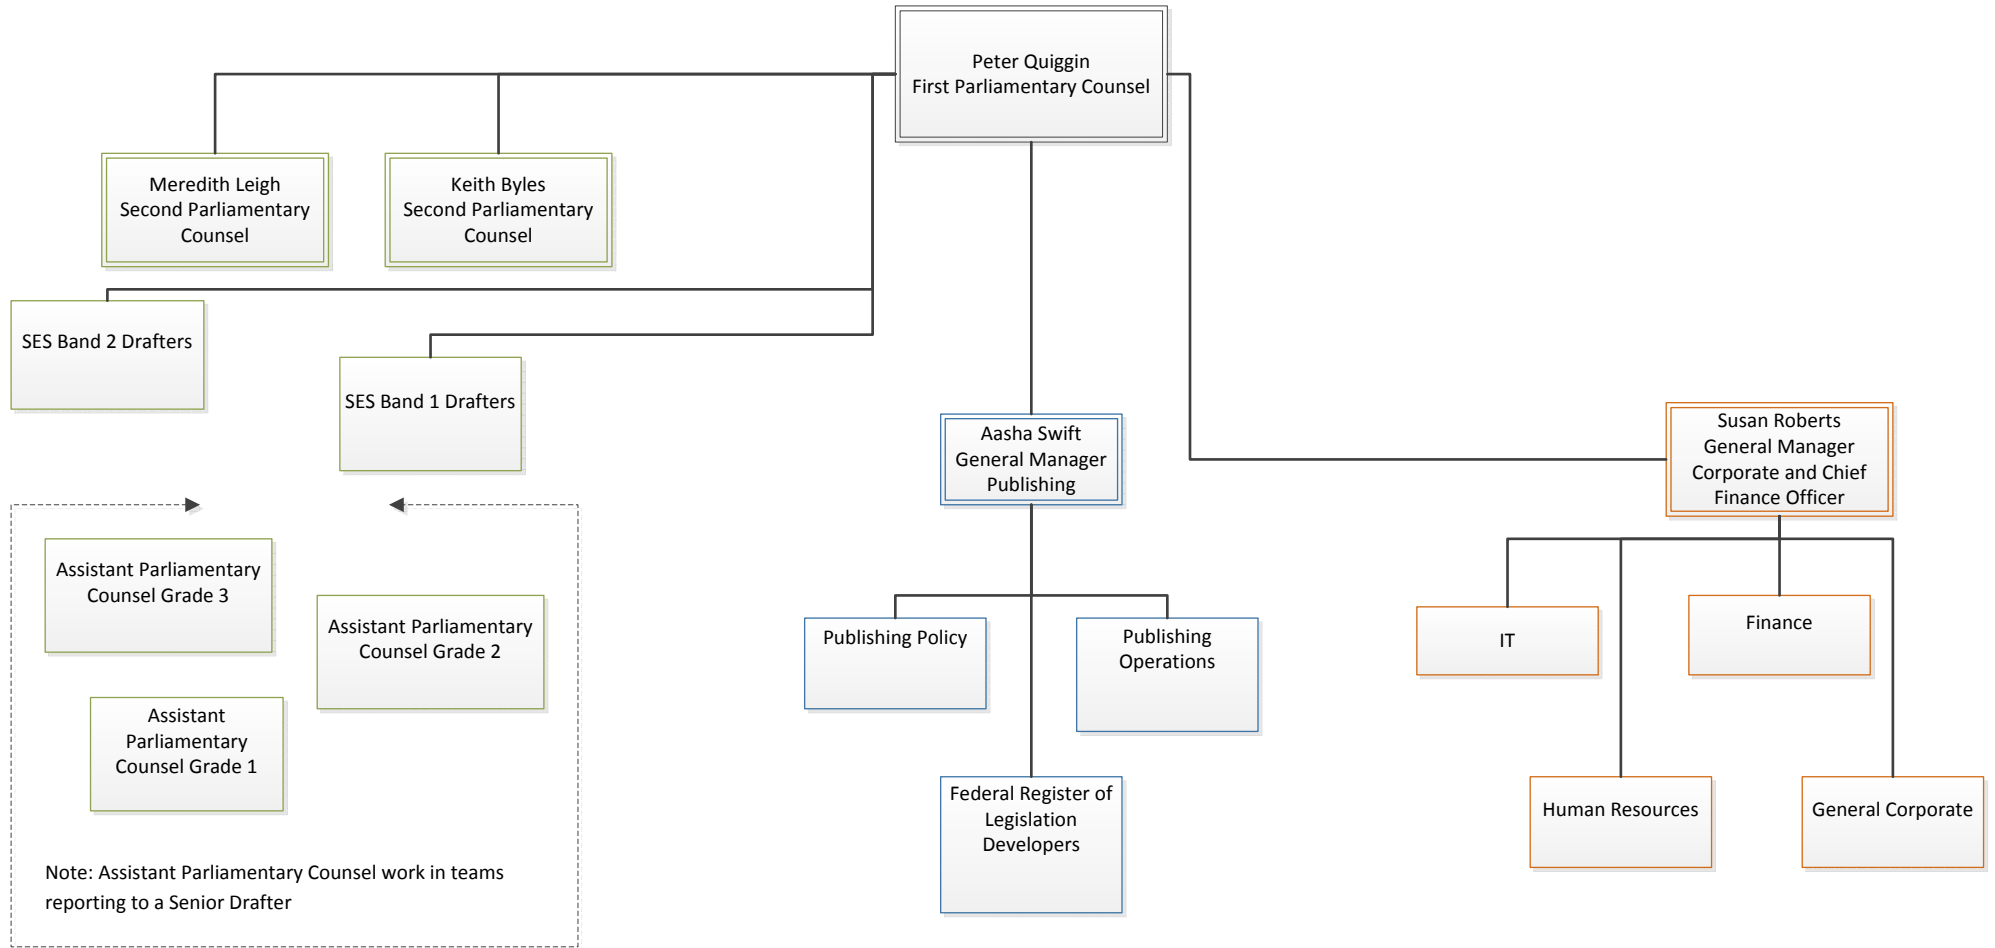 Peter Quiggin
First Parliamentary Counsel
Meredith Leigh
Second Parliamentary
Counsel
Keith Byles
Second Parliamentary
Counsel
SES Band 2 Drafters
SES Band 1 Drafters
Aasha Swift
General Manager
Publishing
Susan Roberts
General Manager
Corporate and Chief
Finance Officer
Assistant Parliamentary
Counsel Grade 3
Assistant Parliamentary
Counsel Grade 2
Assistant
Parliamentary
Counsel Grade 1
Note: Assistant Parliamentary Counsel work in teams
reporting to a Senior Drafter
Publishing Policy
Publishing
Operations
Federal Register of
Legislation
Developers
IT
Finance
Human Resources
General Corporate